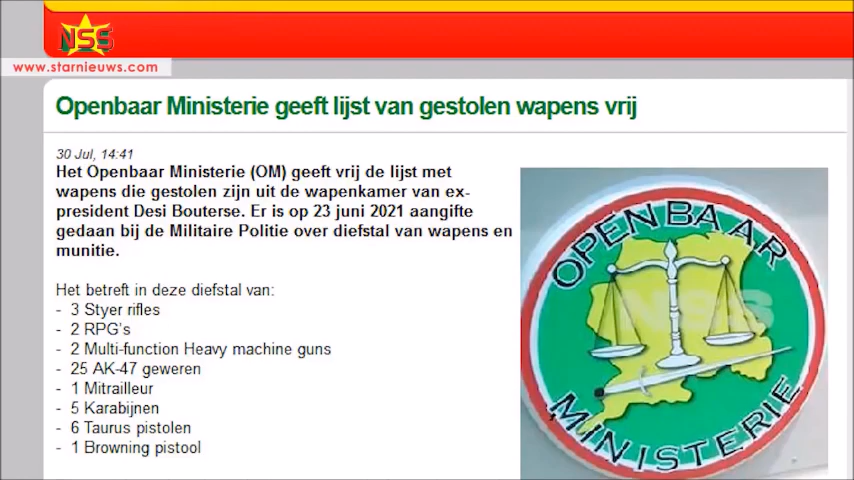 NSS
www.starnieuws.com
Openbaar Ministerie geeft lijst van gestolen wapens vrij
30 Jul, 14:41
Het Openbaar Ministerie (OM) geeft vrij de lijst met
wapens die gestolen zijn uit de wapenkamer van ex-
president Desi Bouterse. Er is op 23 juni 2021 aangifte
gedaan bij de Militaire Politie over diefstal van wapens en
munitie.
Het betreft in deze diefstal van:
- 3 Styer rifles
- 2 RPG's
- 2 Multi-function Heavy machine guns
- 25 AK-47 geweren
- 1 Mitrailleur
- 5 Karabijnen
- 6 Taurus pistolen
- 1 Browning pistool
OPENBAAR
NSS
MINISTERIE